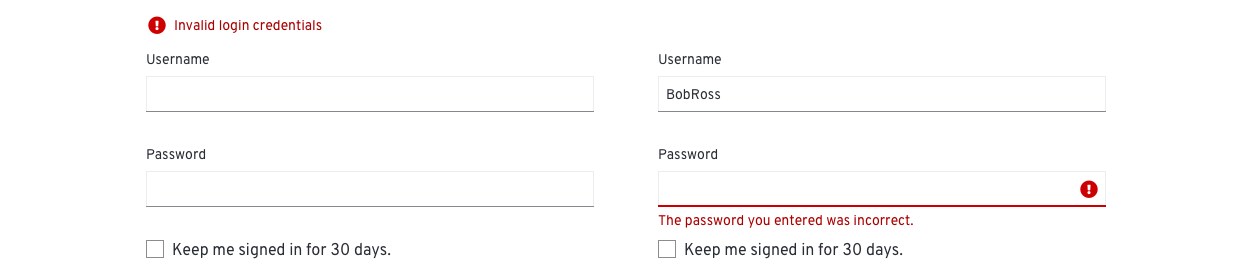 Invalid login credentials
Username
Password
Keep me signed in for 30 days.
Username
BobRoss
Password
The password you entered was incorrect.
Keep me signed in for 30 days.